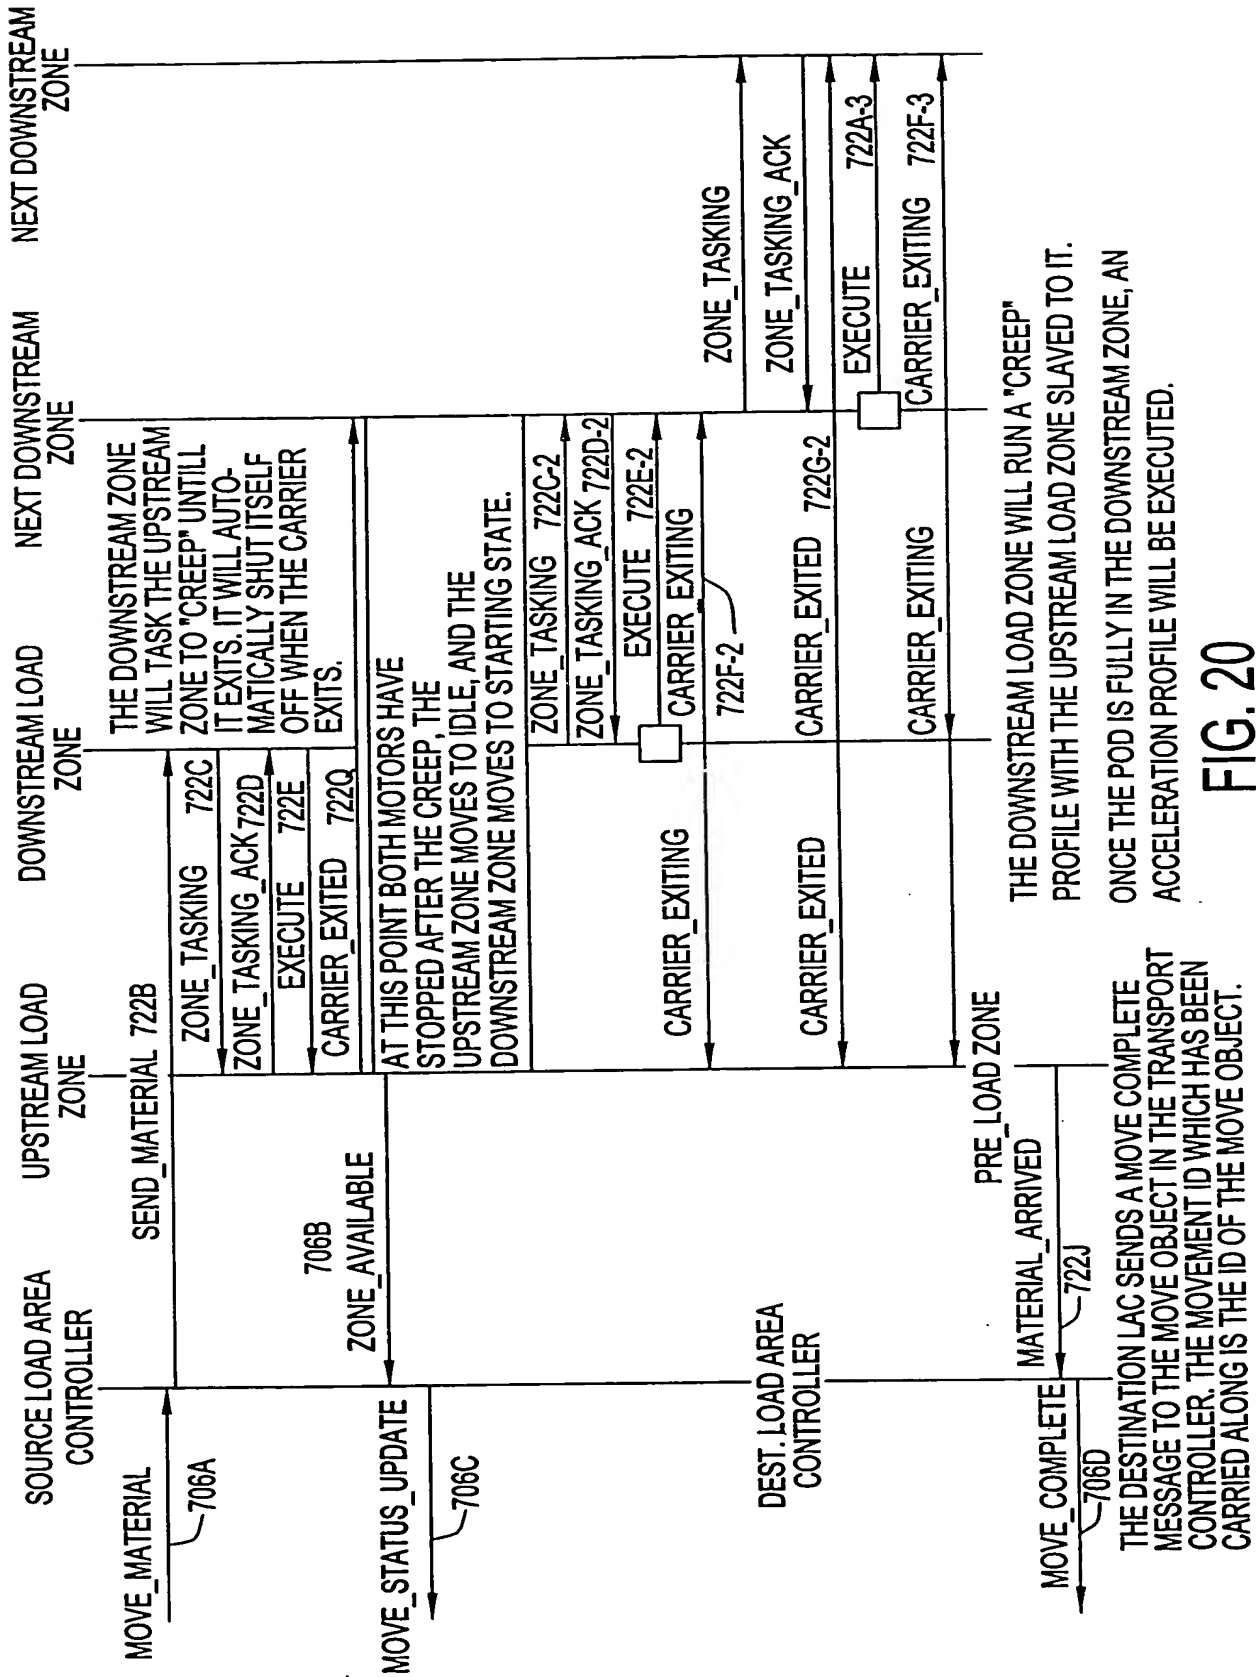 SOURCE LOAD AREA
CONTROLLER
UPSTREAM LOAD
ZONE
DOWNSTREAM LOAD
ZONE
NEXT DOWNSTREAM
ZONE
NEXT DOWNSTREAM
ZONE
MOVE_MATERIAL
706A
SEND_MATERIAL 722B
ZONE_TASKING 722C
ZONE_TASKING_ACK 722D
EXECUTE 722E
CARRIER_EXITED 722Q
THE DOWNSTREAM ZONE
WILL TASK THE UPSTREAM
ZONE TO "CREEP" UNTILL
IT EXITS. IT WILL AUTO-
MATICALLY SHUT ITSELF
OFF WHEN THE CARRIER
EXITS.
706B
ZONE_AVAILABLE
MOVE_STATUS_UPDATE
706C
AT THIS POINT BOTH MOTORS HAVE
STOPPED AFTER THE CREEP, THE
UPSTREAM ZONE MOVES TO IDLE, AND THE
DOWNSTREAM ZONE MOVES TO STARTING STATE.
ZONE_TASKING 722C-2
ZONE_TASKING_ACK 722D-2
EXECUTE 722E-2
CARRIER_EXITING
CARRIER_EXITING
722F-2
ZONE_TASKING
ZONE_TASKING_ACK
CARRIER_EXITED
CARRIER_EXITED 722G-2
EXECUTE 722A-3
CARRIER_EXITING
CARRIER_EXITING 722F-3
DEST. LOAD AREA
CONTROLLER
PRE_LOAD ZONE
MATERIAL_ARRIVED
722J
MOVE_COMPLETE
706D
THE DESTINATION LAC SENDS A MOVE COMPLETE
MESSAGE TO THE MOVE OBJECT IN THE TRANSPORT
CONTROLLER. THE MOVEMENT ID WHICH HAS BEEN
CARRIED ALONG IS THE ID OF THE MOVE OBJECT.
THE DOWNSTREAM LOAD ZONE WILL RUN A "CREEP"
PROFILE WITH THE UPSTREAM LOAD ZONE SLAVED TO IT.
ONCE THE POD IS FULLY IN THE DOWNSTREAM ZONE, AN
ACCELERATION PROFILE WILL BE EXECUTED.
FIG. 20